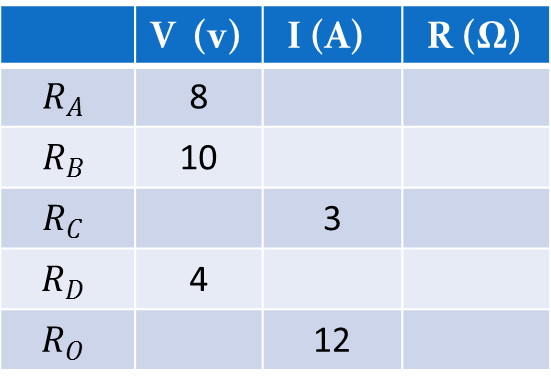 V (v) I (A) R (Ω)
R_A 8
R_B 10
R_C 3
R_D 4
R_O 12